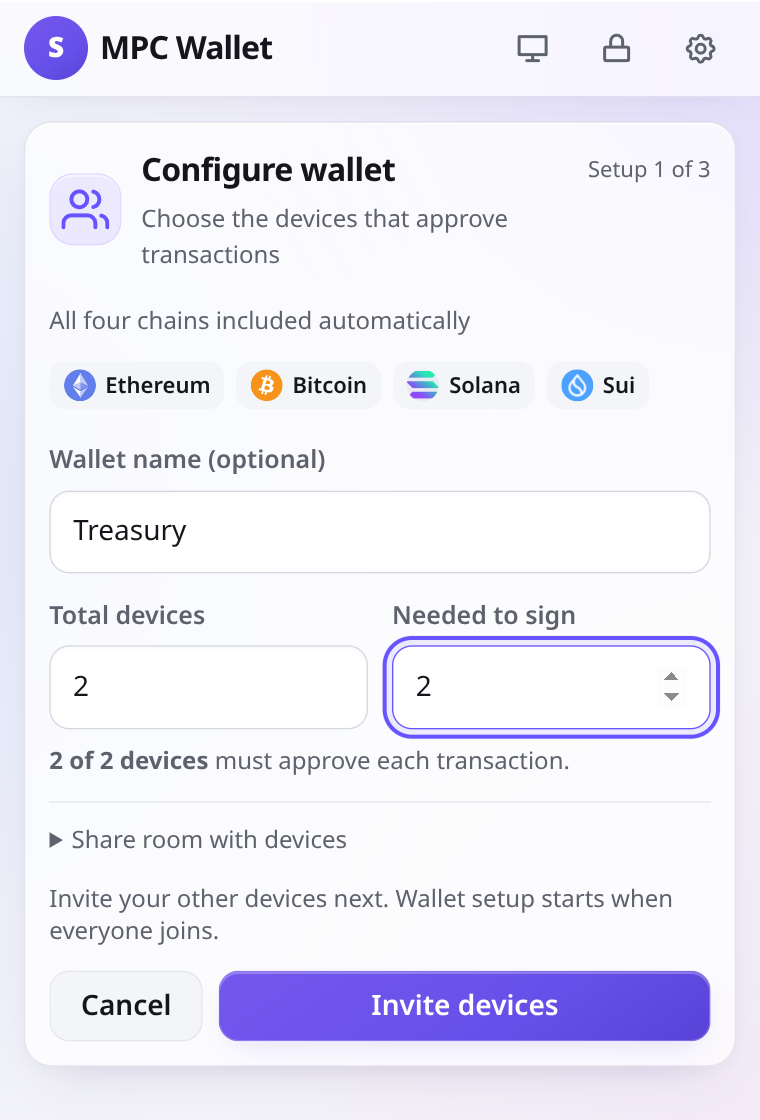 S MPC Wallet
Configure wallet
Setup 1 of 3
Choose the devices that approve
transactions
All four chains included automatically
Ethereum Bitcoin Solana Sui
Wallet name (optional)
Treasury
Total devices Needed to sign
2 2
2 of 2 devices must approve each transaction.
Share room with devices
Invite your other devices next. Wallet setup starts when
everyone joins.
Cancel Invite devices